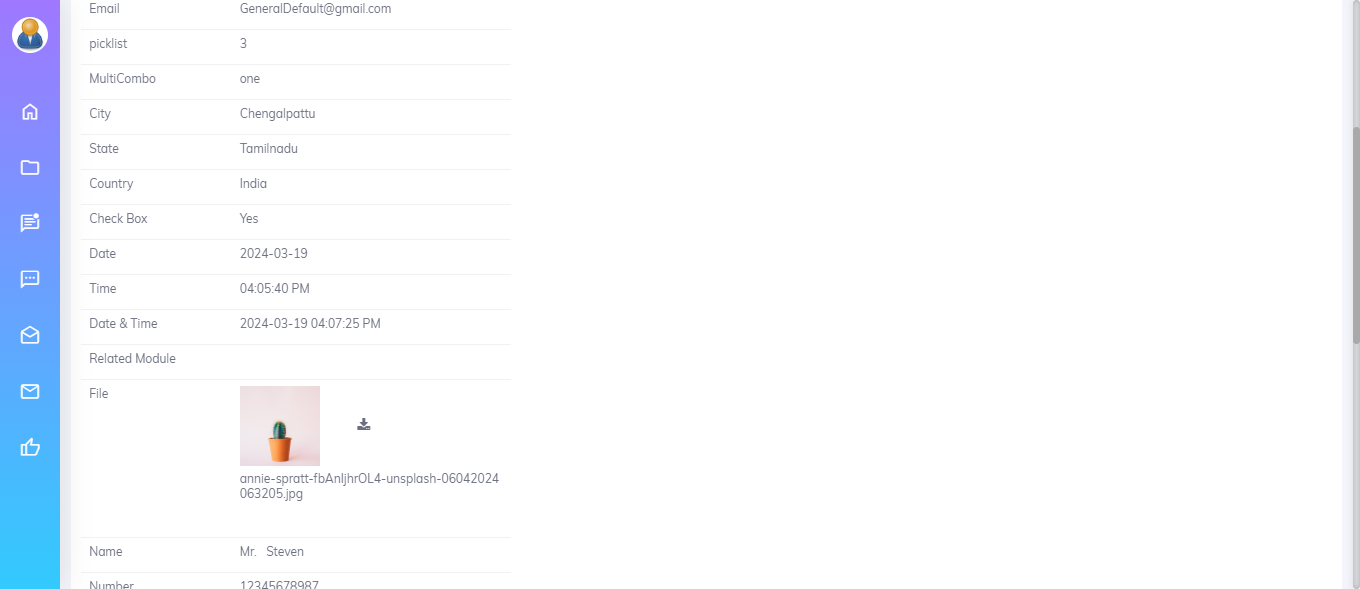 Email GeneralDefault@gmail.com
picklist 3
MultiCombo one
City Chengalpattu
State Tamilnadu
Country India
Check Box Yes
Date 2024-03-19
Time 04:05:40 PM
Date & Time 2024-03-19 04:07:25 PM
Related Module
File
annie-spratt-fbAnIjhrOL4-unsplash-06042024
063205.jpg
Name Mr. Steven
Number 12345678987